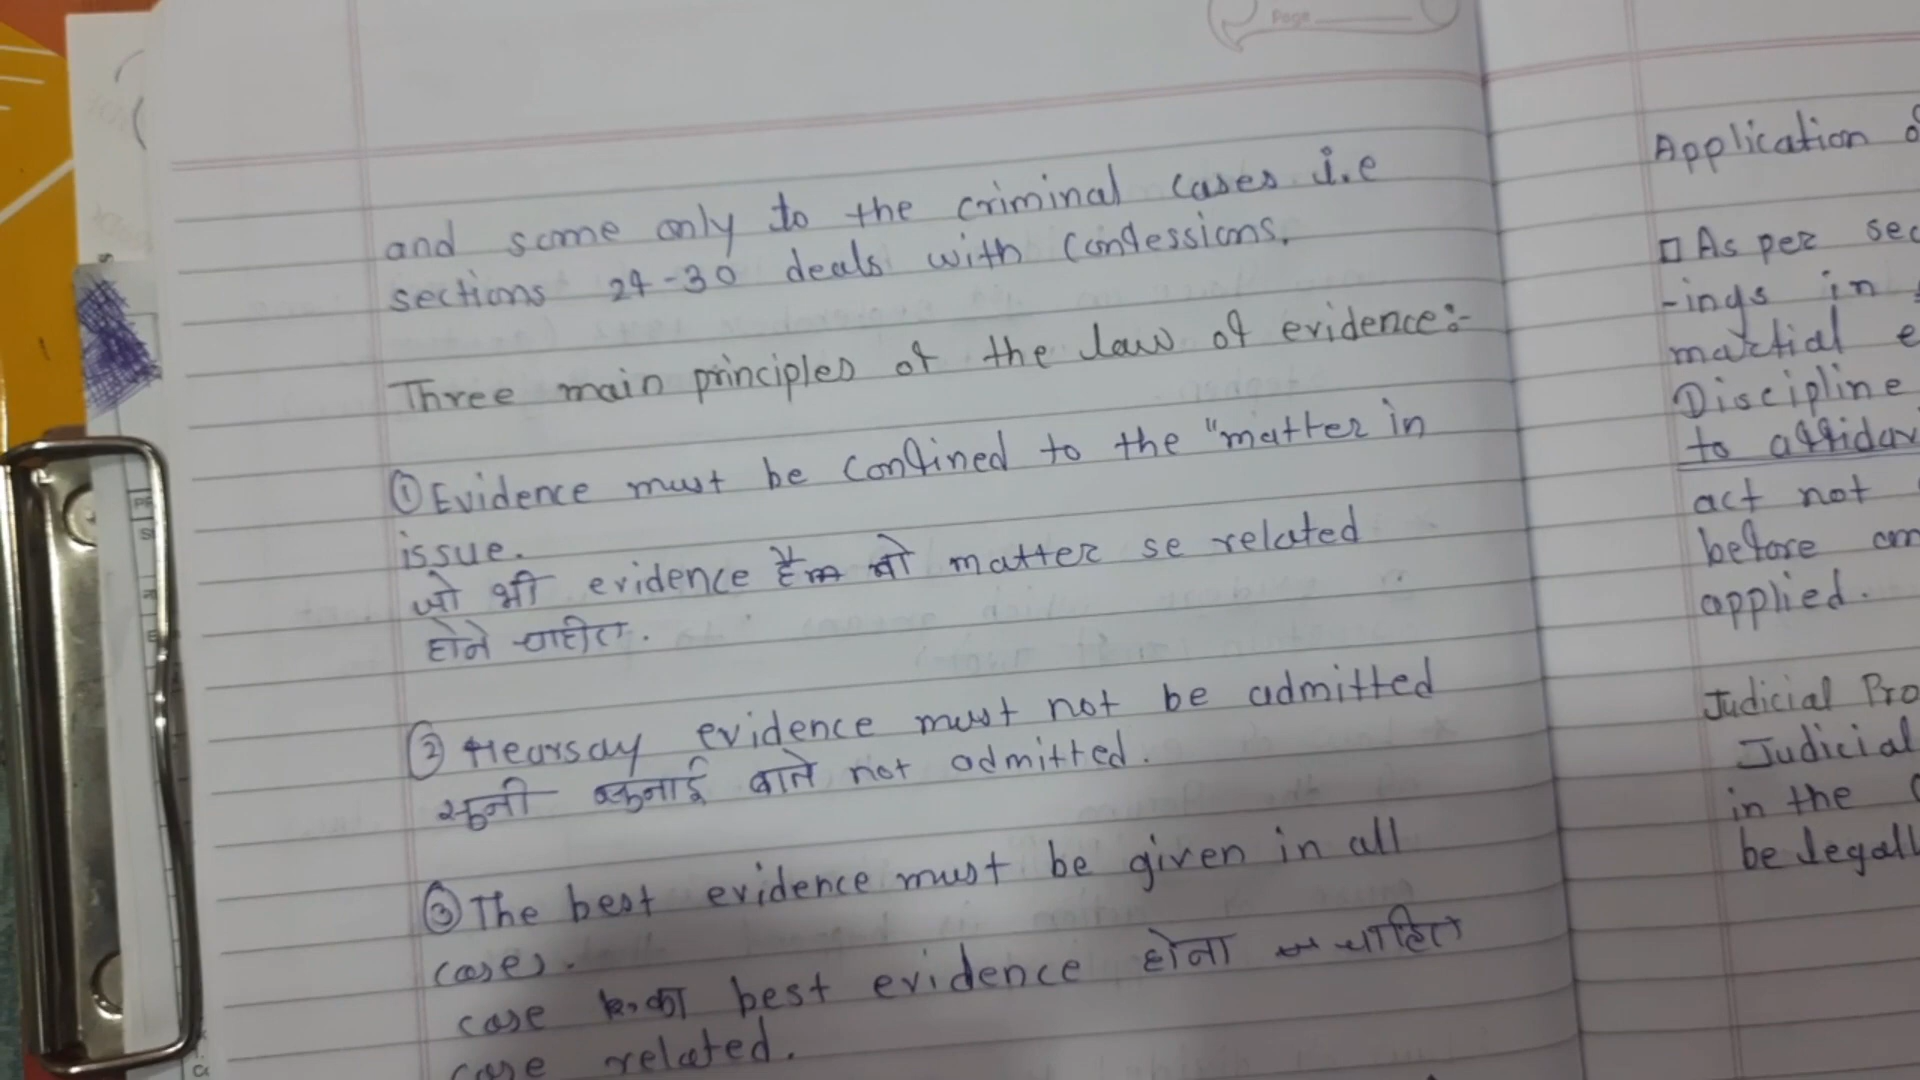 Page
and some only to the criminal cases i.e
sections 24-30 deals with Confessions.
Three main principles of the law of evidence:-
① Evidence must be confined to the "matter in
issue.
जो भी evidence है वो matter se related
होने चाहीए.
② Hearsay evidence must not be admitted
सुनी सुनाई बाते not admitted.
③ The best evidence must be given in all
cases.
case का best evidence होना चाहिए
case related.
Application
□ As per sec
-ings in
martial e
Discipline
to affidav
act not
before
applied.
Judicial Pro
Judicial
in the
be legall